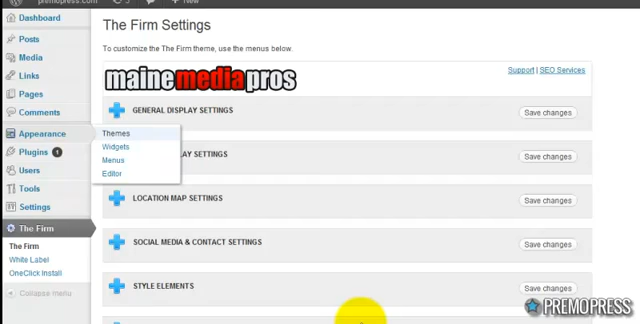 premopress.com
New
Dashboard
Posts
Media
Links
Pages
Comments
Appearance
Plugins 1
Users
Tools
Settings
The Firm
The Firm
White Label
OneClick Install
Collapse menu
Themes
Widgets
Menus
Editor
The Firm Settings
To customize the The Firm theme, use the menus below.
mainemediapros
Support | SEO Services
GENERAL DISPLAY SETTINGS
Save changes
LAY SETTINGS
Save changes
LOCATION MAP SETTINGS
Save changes
SOCIAL MEDIA & CONTACT SETTINGS
Save changes
STYLE ELEMENTS
Save changes
PREMOPRESS